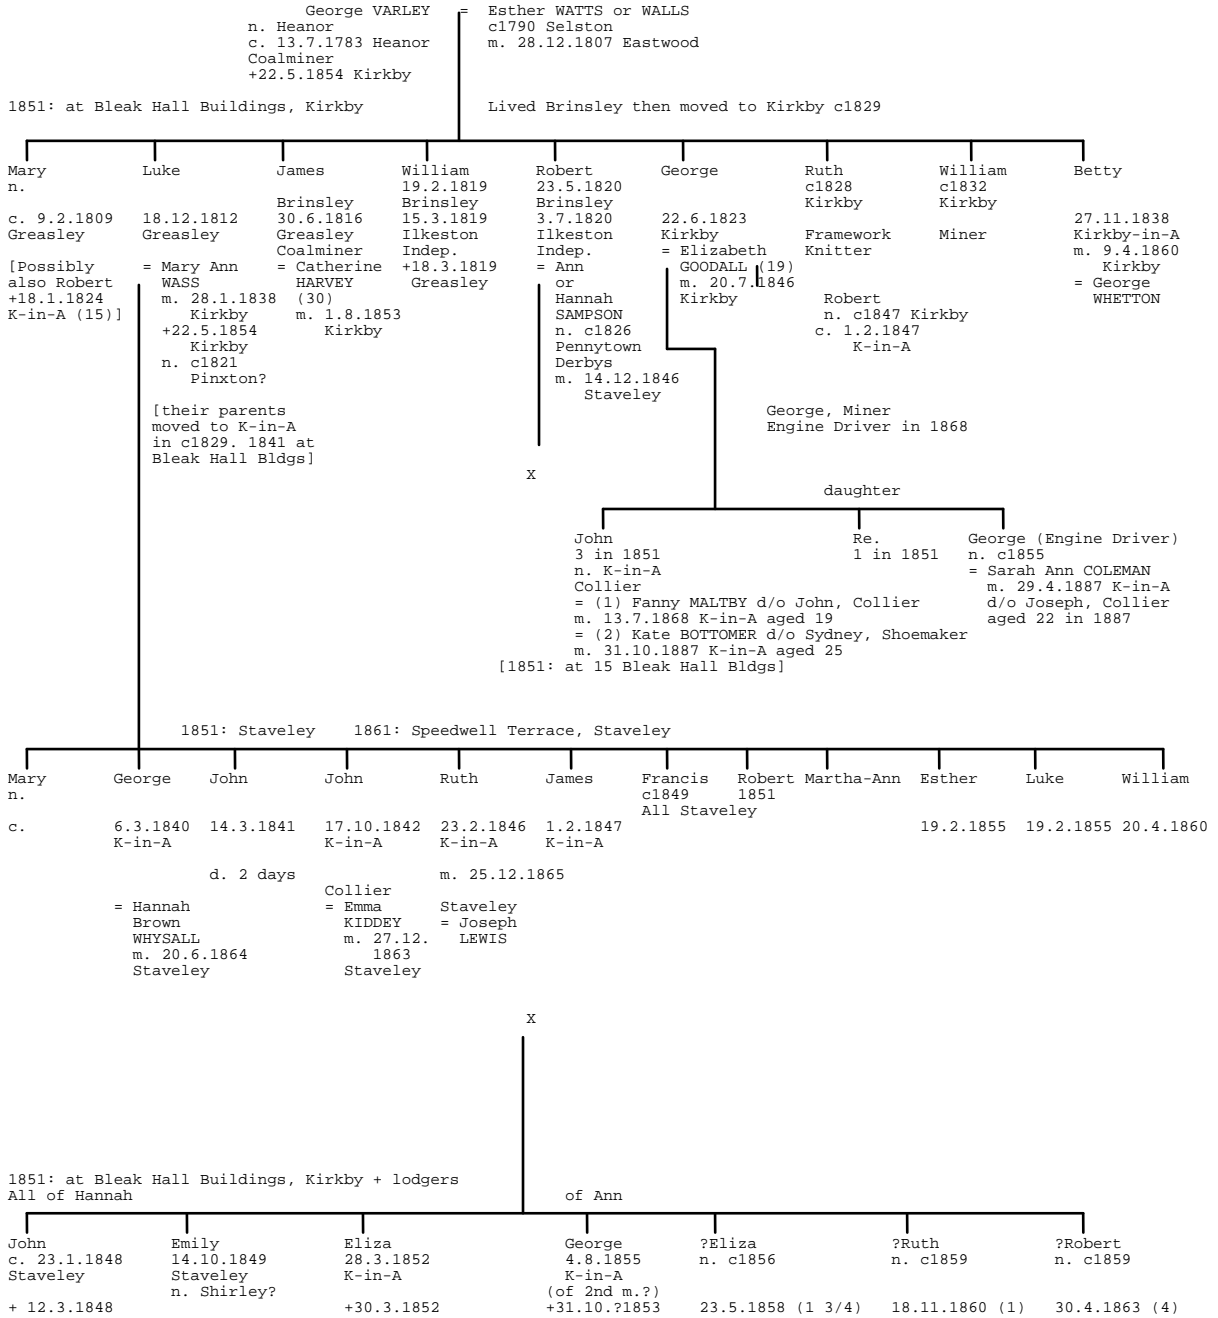 George VARLEY = Esther WATTS or WALLS
n. Heanor c1790 Selston
c. 13.7.1783 Heanor m. 28.12.1807 Eastwood
Coalminer
+22.5.1854 Kirkby
1851: at Bleak Hall Buildings, Kirkby Lived Brinsley then moved to Kirkby c1829
Mary Luke James William Robert George Ruth William Betty
n. 19.2.1819 23.5.1820 c1828 c1832
Brinsley Brinsley Brinsley Kirkby Kirkby
c. 9.2.1809 18.12.1812 30.6.1816 15.3.1819 3.7.1820 22.6.1823 27.11.1838
Greasley Greasley Greasley Ilkeston Ilkeston Kirkby Framework Miner Kirkby-in-A
Coalminer Indep. Indep. = Elizabeth Knitter m. 9.4.1860
[Possibly = Mary Ann = Catherine +18.3.1819 = Ann GOODALL (19) Kirkby
also Robert WASS HARVEY Greasley or m. 20.7.1846 = George
+18.1.1824 m. 28.1.1838 (30) Hannah Kirkby Robert WHETTON
K-in-A (15)] Kirkby m. 1.8.1853 SAMPSON n. c1847 Kirkby
+22.5.1854 Kirkby n. c1826 c. 1.2.1847
Kirkby Pennytown K-in-A
n. c1821 Derbys
Pinxton? m. 14.12.1846
Staveley
[their parents George, Miner
moved to K-in-A Engine Driver in 1868
in c1829. 1841 at
Bleak Hall Bldgs]
X
daughter
John Re. George (Engine Driver)
3 in 1851 1 in 1851 n. c1855
n. K-in-A = Sarah Ann COLEMAN
Collier m. 29.4.1887 K-in-A
= (1) Fanny MALTBY d/o John, Collier d/o Joseph, Collier
m. 13.7.1868 K-in-A aged 19 aged 22 in 1887
= (2) Kate BOTTOMER d/o Sydney, Shoemaker
m. 31.10.1887 K-in-A aged 25
[1851: at 15 Bleak Hall Bldgs]
1851: Staveley 1861: Speedwell Terrace, Staveley
Mary George John John Ruth James Francis Robert Martha-Ann Esther Luke William
n. c1849 1851
All Staveley
c. 6.3.1840 14.3.1841 17.10.1842 23.2.1846 1.2.1847 19.2.1855 19.2.1855 20.4.1860
K-in-A K-in-A K-in-A K-in-A
d. 2 days m. 25.12.1865
Collier
= Hannah = Emma Staveley
Brown KIDDEY = Joseph
WHYSALL m. 27.12. LEWIS
m. 20.6.1864 1863
Staveley Staveley
X
1851: at Bleak Hall Buildings, Kirkby + lodgers
All of Hannah of Ann
John Emily Eliza George ?Eliza ?Ruth ?Robert
c. 23.1.1848 14.10.1849 28.3.1852 4.8.1855 n. c1856 n. c1859 n. c1859
Staveley Staveley K-in-A K-in-A
n. Shirley? (of 2nd m.?)
+ 12.3.1848 +30.3.1852 +31.10.?1853 23.5.1858 (1 3/4) 18.11.1860 (1) 30.4.1863 (4)